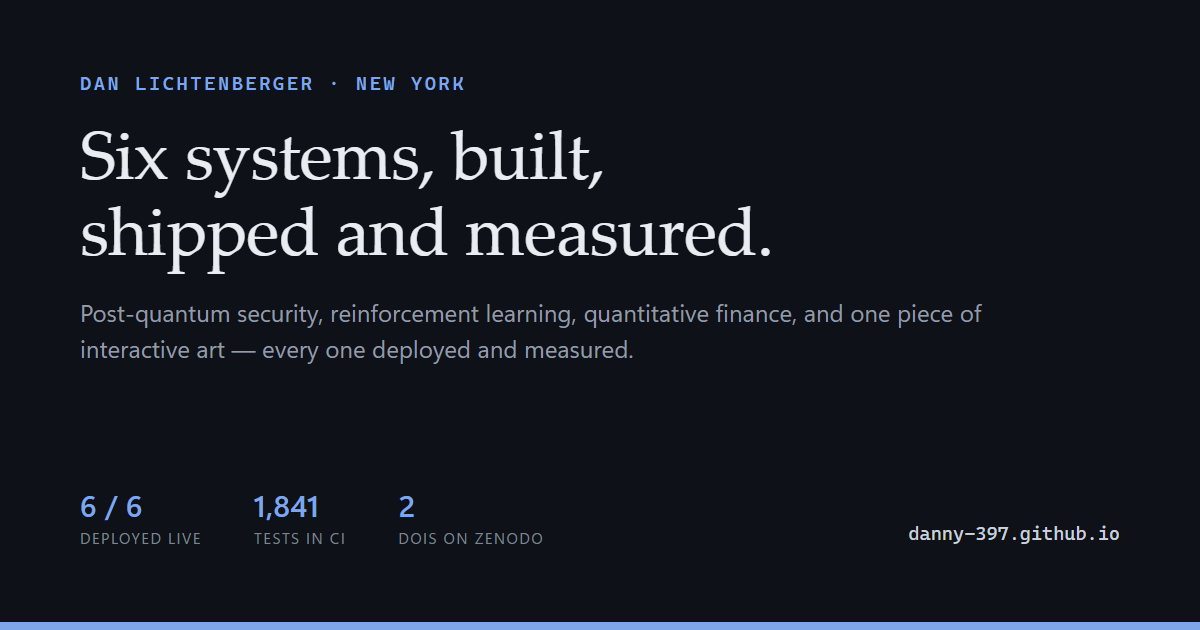 DAN LICHTENBERGER · NEW YORK
Six systems, built,
shipped and measured.
Post-quantum security, reinforcement learning, quantitative finance, and one piece of
interactive art — every one deployed and measured.
6 / 6
DEPLOYED LIVE
1,841
TESTS IN CI
2
DOIS ON ZENODO
danny-397.github.io